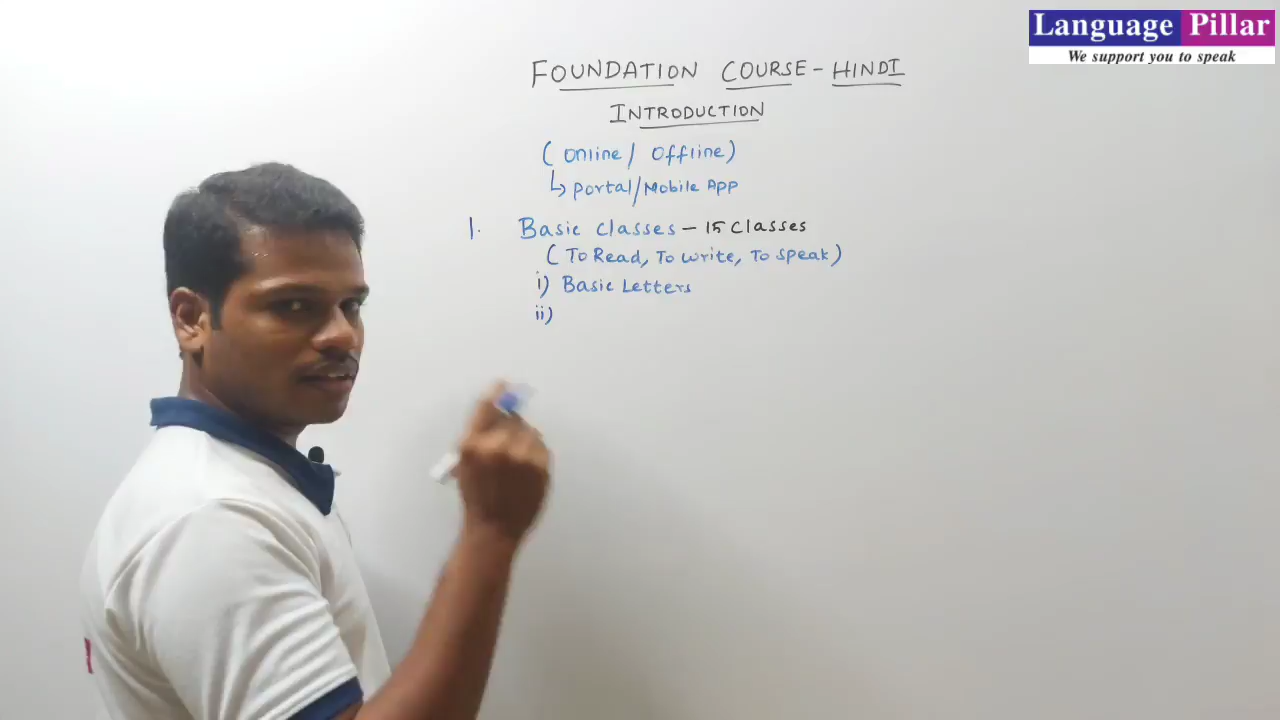 Language Pillar
We support you to speak
FOUNDATION COURSE - HINDI
INTRODUCTION
(Online/ Offline)
↳ Portal/Mobile App
1. Basic Classes - 15 Classes
(To Read, To Write, To Speak)
i) Basic Letters
ii)